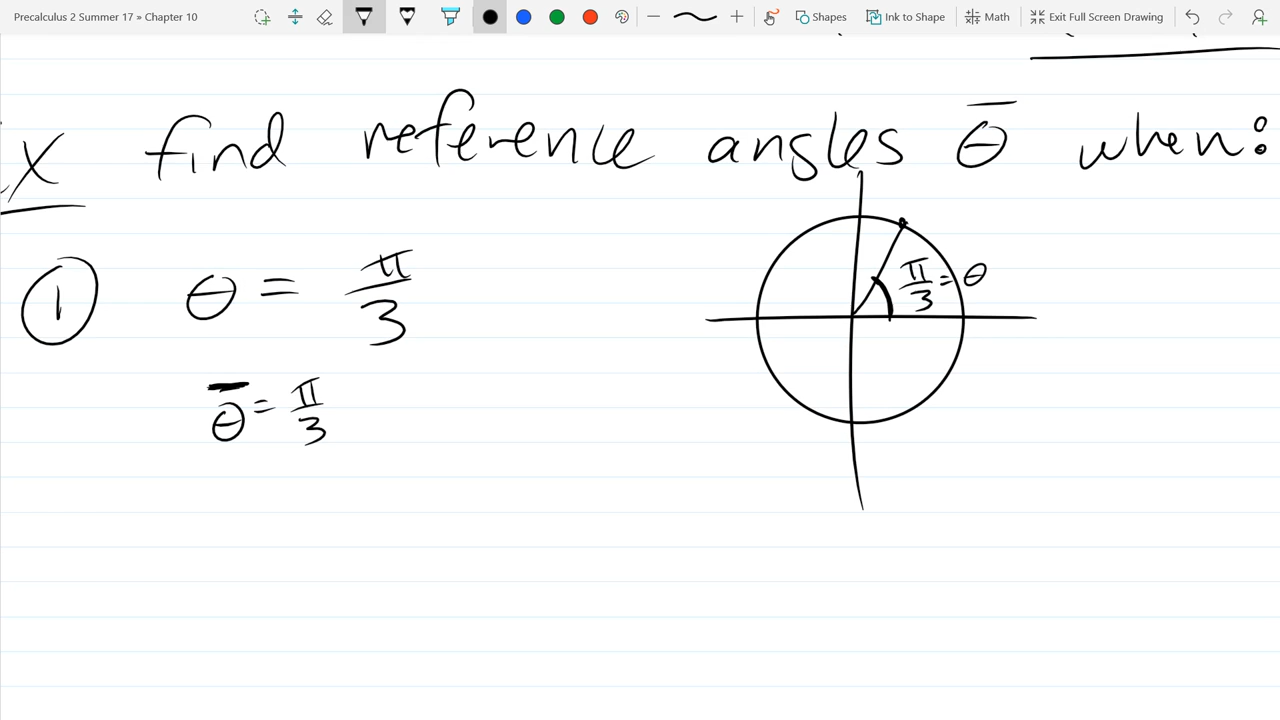 Precalculus 2 Summer 17 » Chapter 10
Shapes
Ink to Shape
Math
Exit Full Screen Drawing
X find reference angles θ̅ when:
① θ = π/3
π/3 = θ
θ̅ = π/3